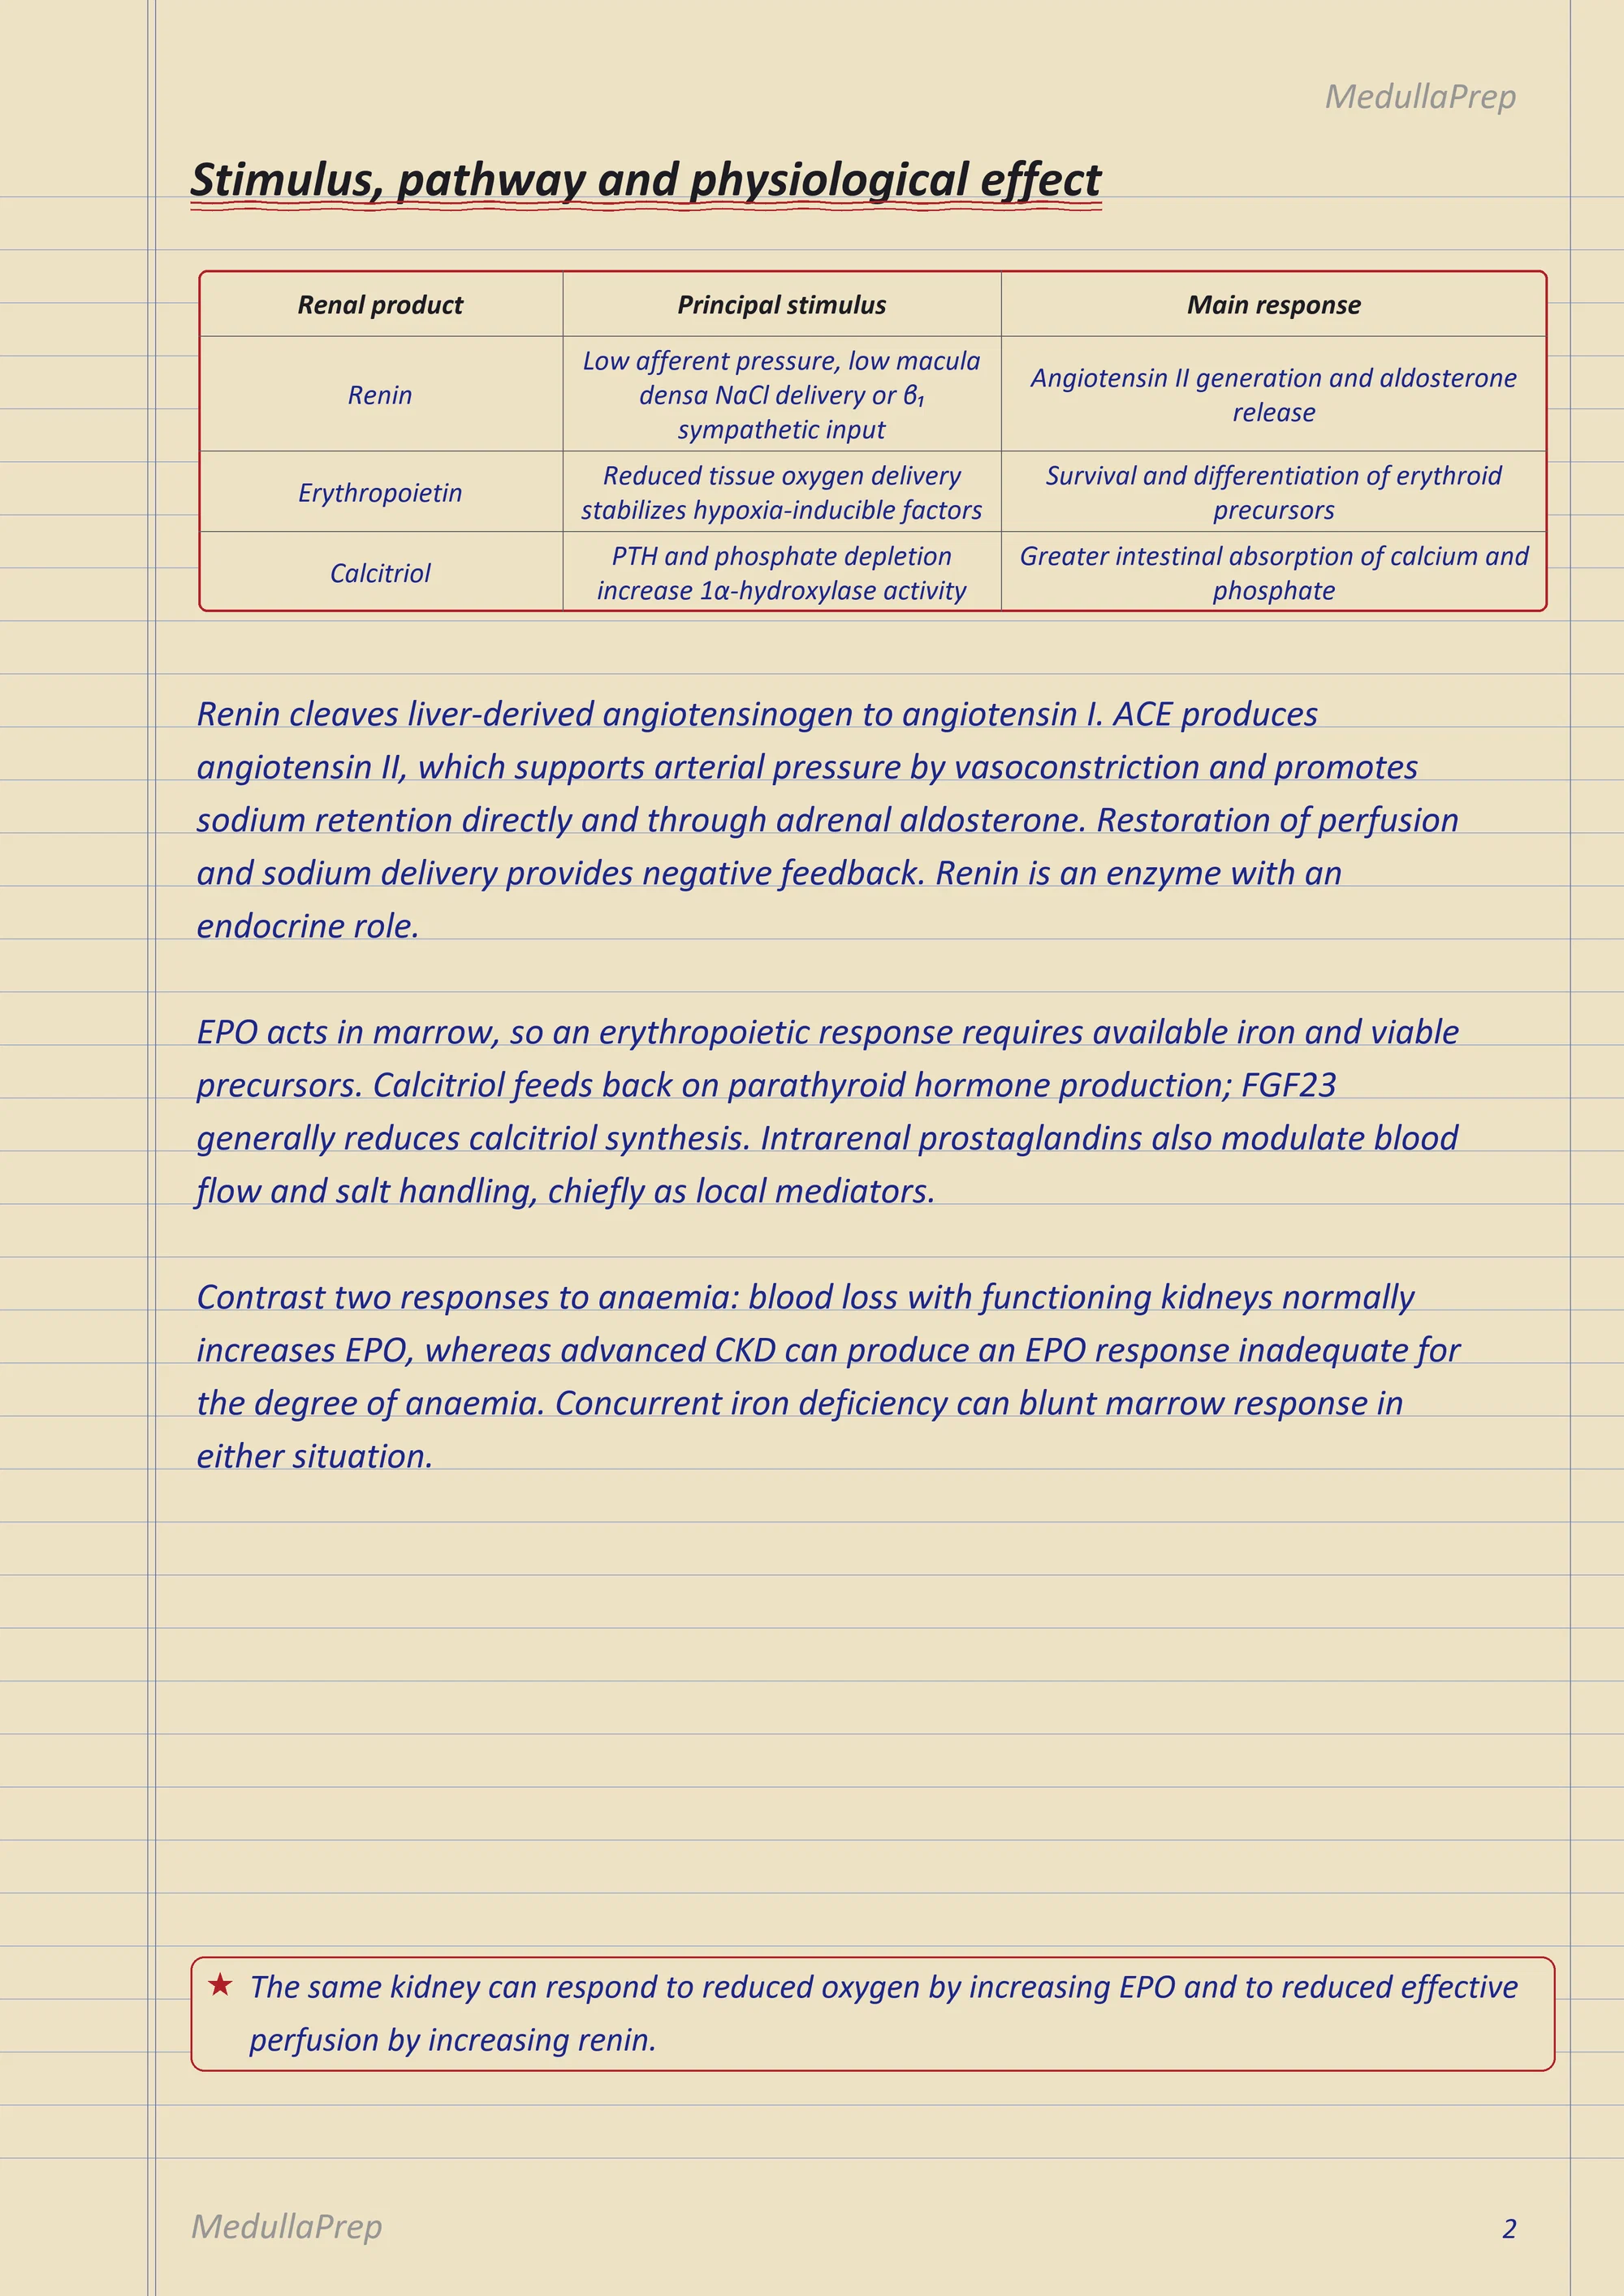 MedullaPrep
Stimulus, pathway and physiological effect
Renal product
Principal stimulus
Main response
Renin
Low afferent pressure, low macula
densa NaCl delivery or β₁
sympathetic input
Angiotensin II generation and aldosterone
release
Erythropoietin
Reduced tissue oxygen delivery
stabilizes hypoxia-inducible factors
Survival and differentiation of erythroid
precursors
Calcitriol
PTH and phosphate depletion
increase 1α-hydroxylase activity
Greater intestinal absorption of calcium and
phosphate
Renin cleaves liver-derived angiotensinogen to angiotensin I. ACE produces
angiotensin II, which supports arterial pressure by vasoconstriction and promotes
sodium retention directly and through adrenal aldosterone. Restoration of perfusion
and sodium delivery provides negative feedback. Renin is an enzyme with an
endocrine role.
EPO acts in marrow, so an erythropoietic response requires available iron and viable
precursors. Calcitriol feeds back on parathyroid hormone production; FGF23
generally reduces calcitriol synthesis. Intrarenal prostaglandins also modulate blood
flow and salt handling, chiefly as local mediators.
Contrast two responses to anaemia: blood loss with functioning kidneys normally
increases EPO, whereas advanced CKD can produce an EPO response inadequate for
the degree of anaemia. Concurrent iron deficiency can blunt marrow response in
either situation.
★ The same kidney can respond to reduced oxygen by increasing EPO and to reduced effective
perfusion by increasing renin.
MedullaPrep
2